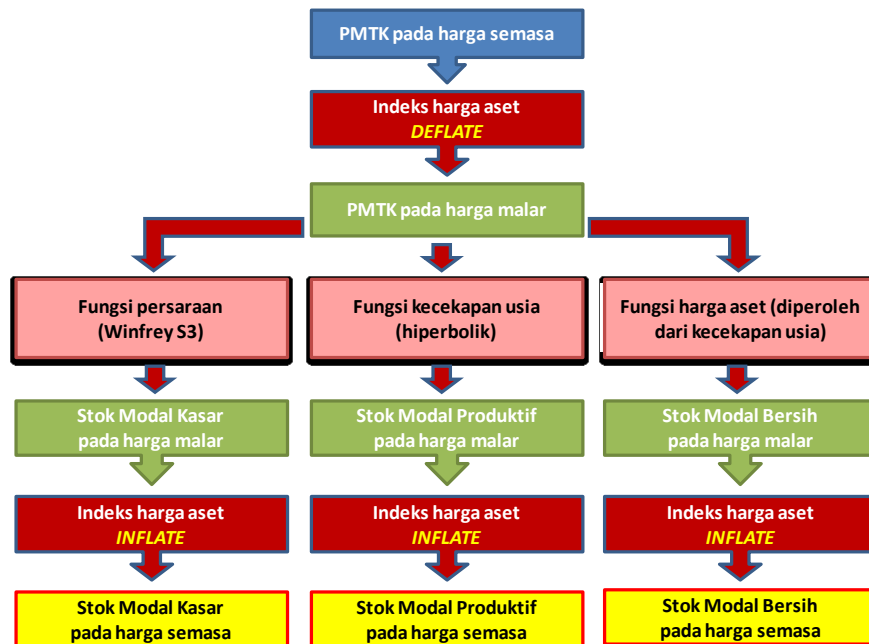 PMTK pada harga semasa
Indeks harga aset
DEFLATE
PMTK pada harga malar
Fungsi persaraan
(Winfrey S3)
Fungsi kecekapan usia
(hiperbolik)
Fungsi harga aset (diperoleh
dari kecekapan usia)
Stok Modal Kasar
pada harga malar
Stok Modal Produktif
pada harga malar
Stok Modal Bersih
pada harga malar
Indeks harga aset
INFLATE
Indeks harga aset
INFLATE
Indeks harga aset
INFLATE
Stok Modal Kasar
pada harga semasa
Stok Modal Produktif
pada harga semasa
Stok Modal Bersih
pada harga semasa